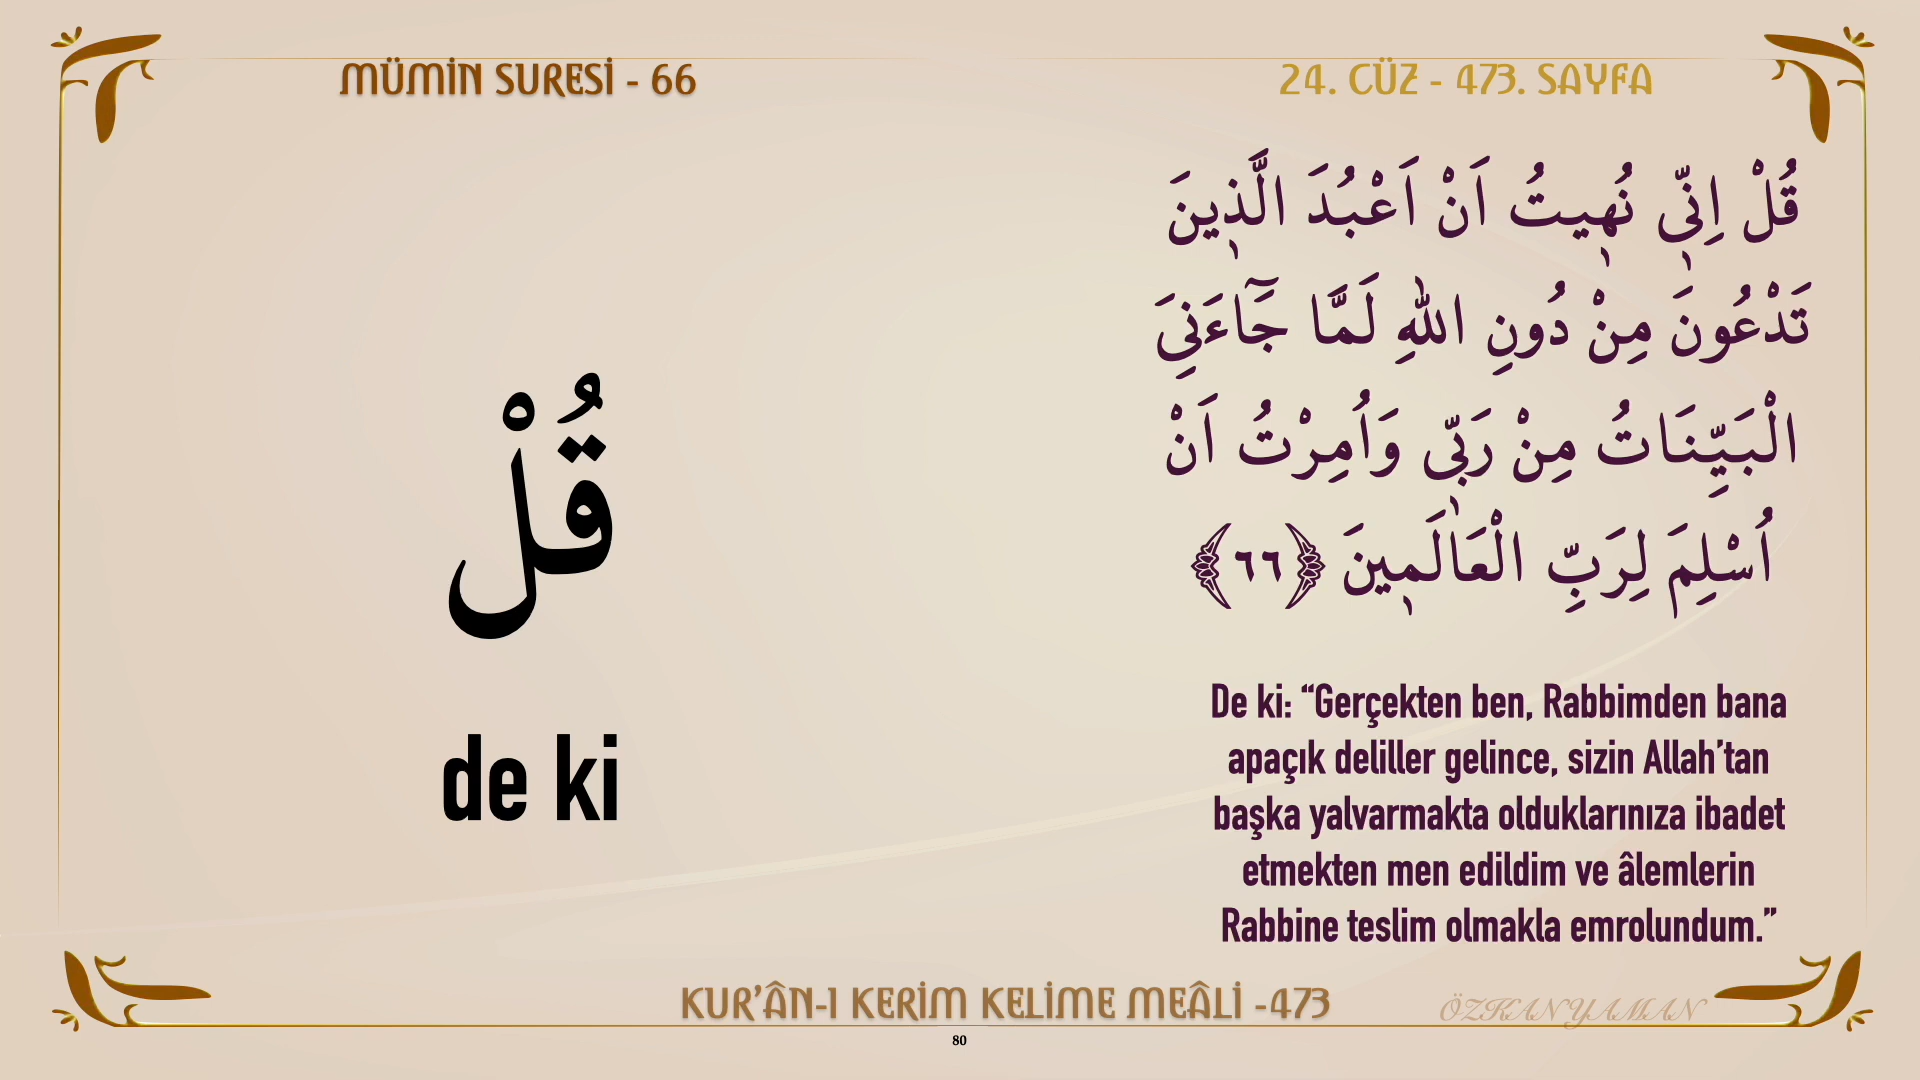 MÜMİN SURESİ - 66
24. CÜZ - 473. SAYFA
قُلْ
de ki
قُلْ اِنّٖي نُهٖيتُ اَنْ اَعْبُدَ الَّذٖينَ
تَدْعُونَ مِنْ دُونِ اللّٰهِ لَمَّا جَٓاءَنِيَ
الْبَيِّنَاتُ مِنْ رَبّٖي وَاُمِرْتُ اَنْ
اُسْلِمَ لِرَبِّ الْعَالَمٖينَ ﴿٦٦﴾
De ki: “Gerçekten ben, Rabbimden bana
apaçık deliller gelince, sizin Allah’tan
başka yalvarmakta olduklarınıza ibadet
etmekten men edildim ve âlemlerin
Rabbine teslim olmakla emrolundum.”
KUR’ÂN-I KERİM KELİME MEÂLİ -473
ÖZKAN YAMAN
80